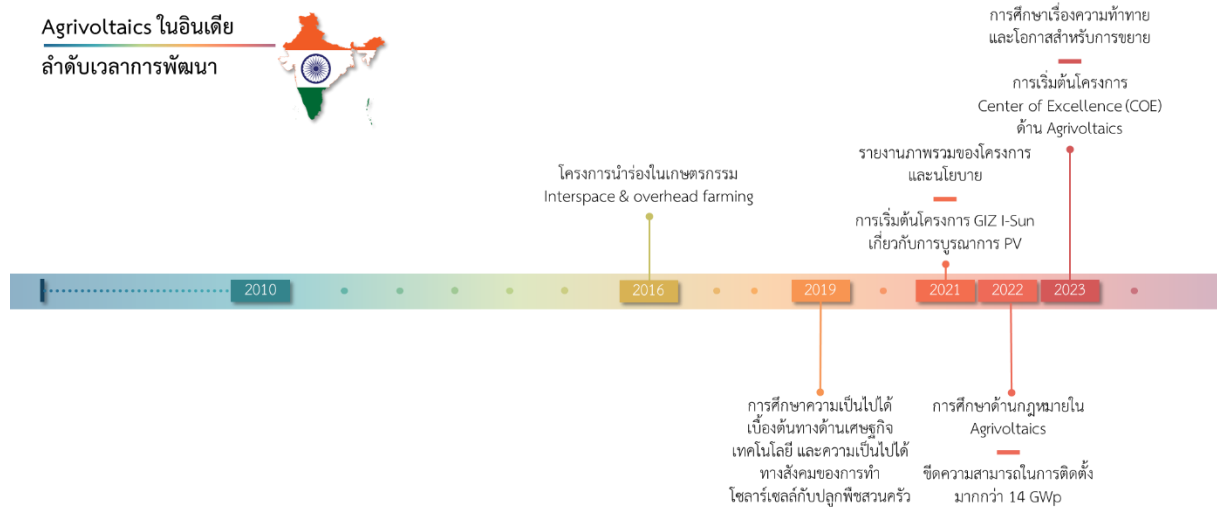 Agrivoltaics ในอินเดีย
ลำดับเวลาการพัฒนา
การศึกษาเรื่องความท้าทาย
และโอกาสสำหรับการขยาย
การเริ่มต้นโครงการ
Center of Excellence (COE)
ด้าน Agrivoltaics
โครงการนำร่องในเกษตรกรรม
Interspace & overhead farming
รายงานภาพรวมของโครงการ
และนโยบาย
การเริ่มต้นโครงการ GIZ I-Sun
เกี่ยวกับการบูรณาการ PV
2010
2016
2019
2021
2022
2023
การศึกษาความเป็นไปได้
เบื้องต้นทางด้านเศรษฐกิจ
เทคโนโลยี และความเป็นไปได้
ทางสังคมของการทำ
โซลาร์เซลล์กับปลูกพืชสวนครัว
การศึกษาด้านกฎหมายใน
Agrivoltaics
ขีดความสามารถในการติดตั้ง
มากกว่า 14 GWp